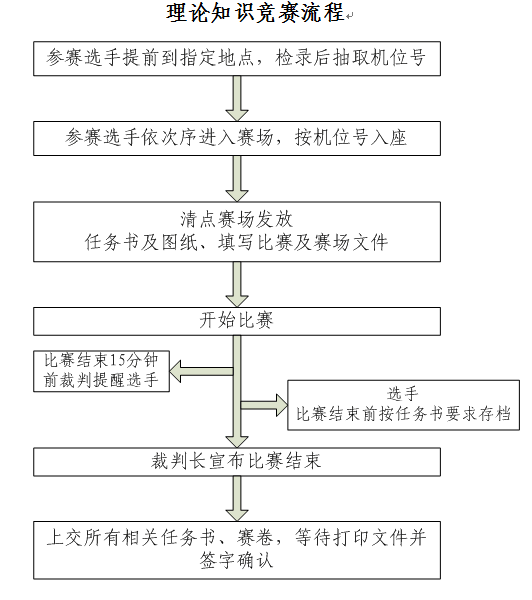 理论知识竞赛流程
参赛选手提前到指定地点，检录后抽取机位号
参赛选手依次序进入赛场，按机位号入座
清点赛场发放
任务书及图纸、填写比赛及赛场文件
开始比赛
比赛结束15分钟
前裁判提醒选手
选手
比赛结束前按任务书要求存档
裁判长宣布比赛结束
上交所有相关任务书、赛卷，等待打印文件并
签字确认